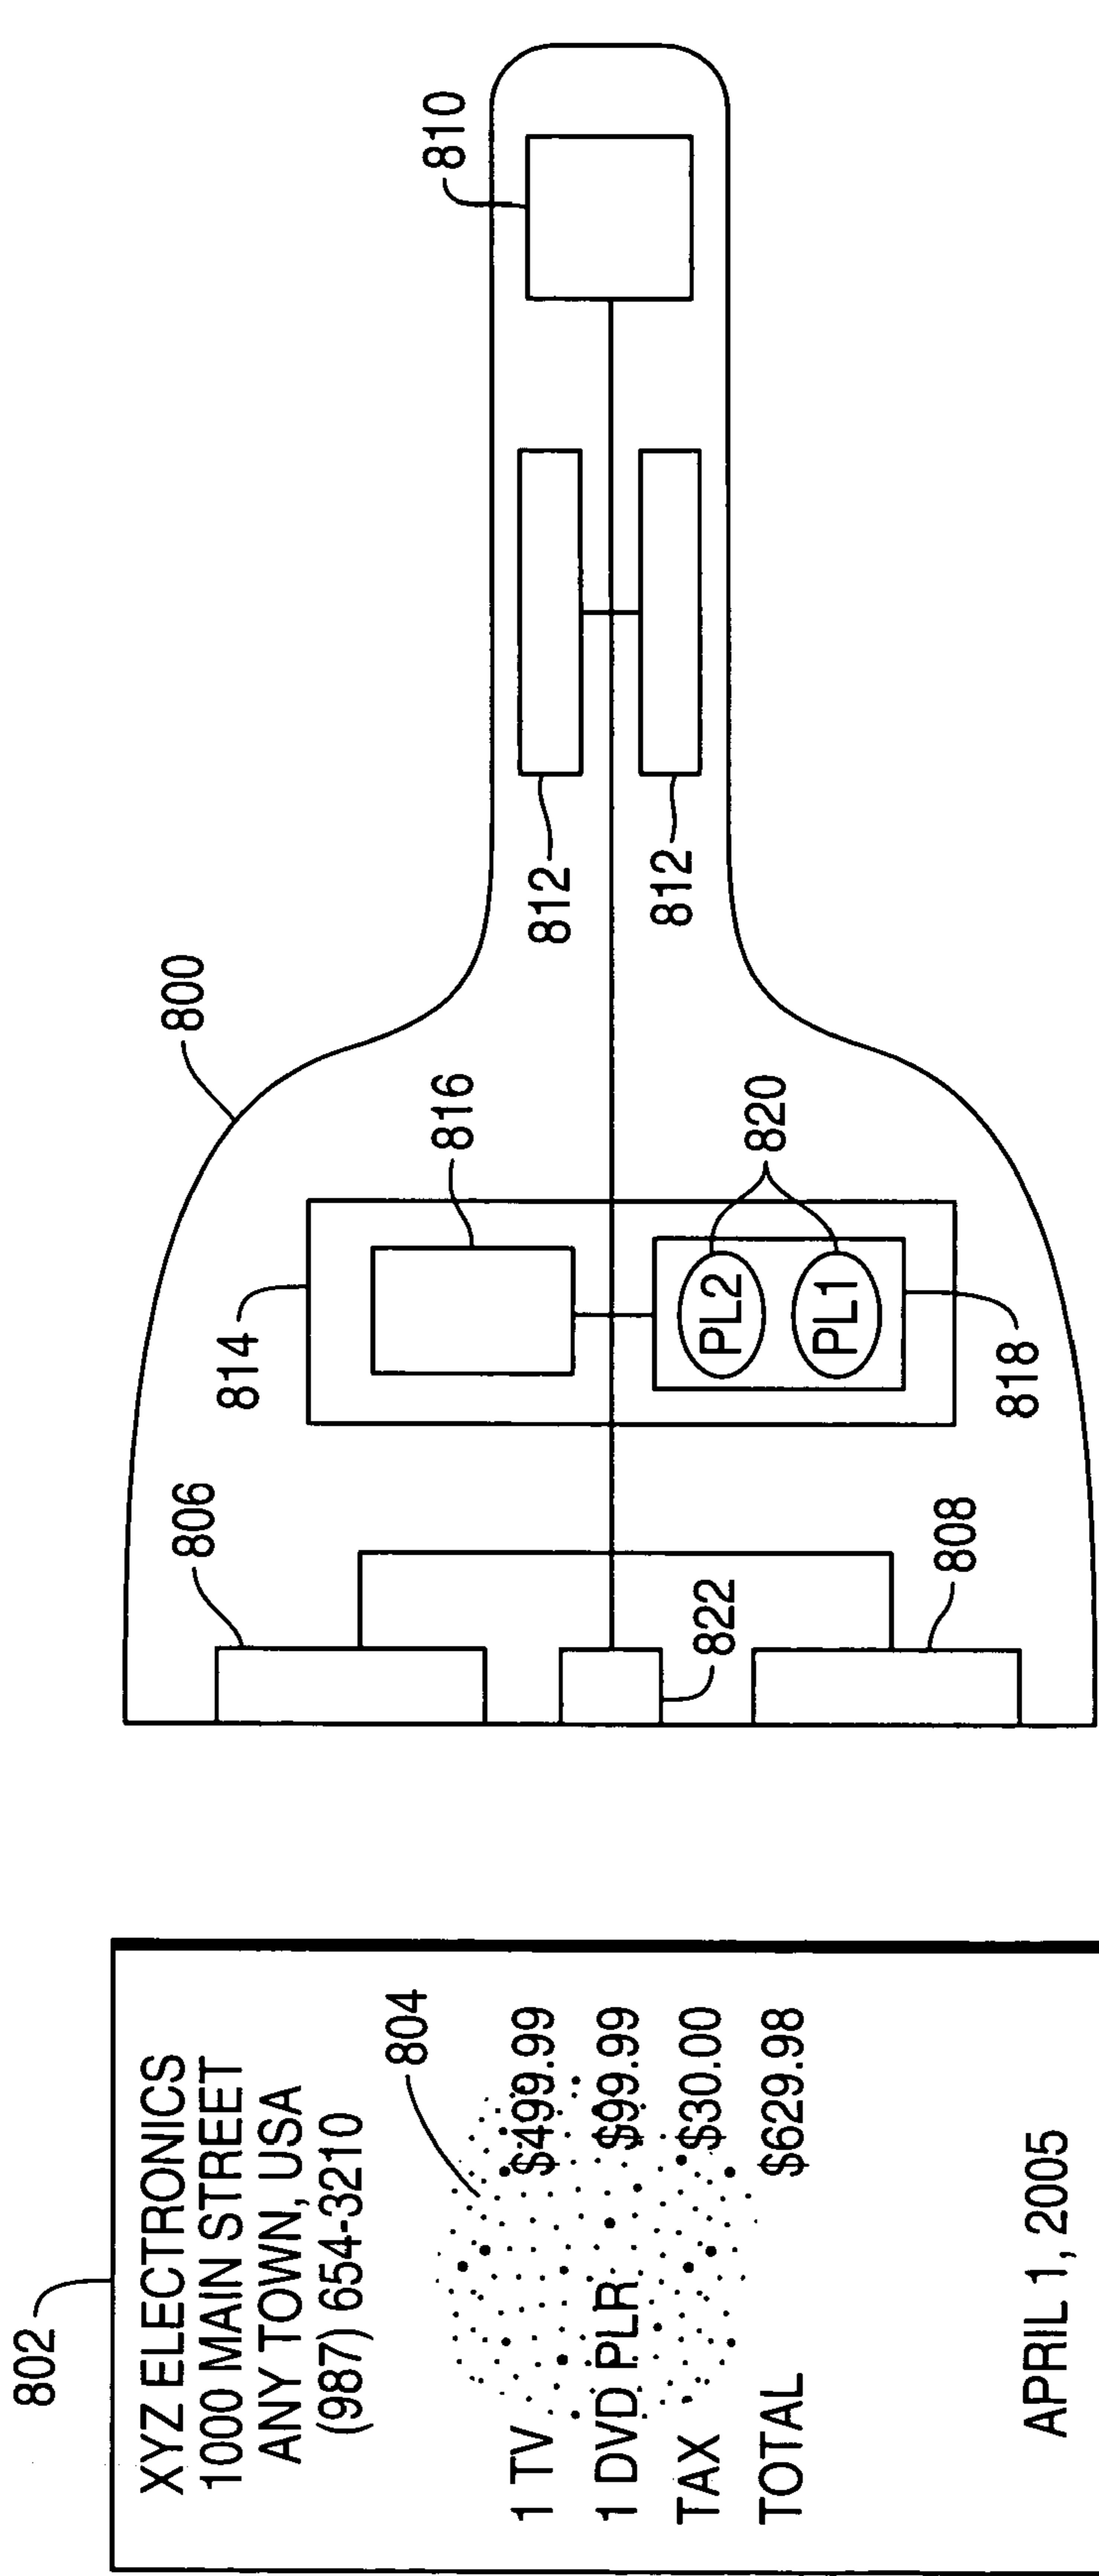 802
XYZ ELECTRONICS
1000 MAIN STREET
ANY TOWN, USA
(987) 654-3210
804
1 TV $499.99
1 DVD PLR $99.99
TAX $30.00
TOTAL $629.98
APRIL 1, 2005
800
806
814
816
822
808
PL2
PL1
820
818
812
812
810